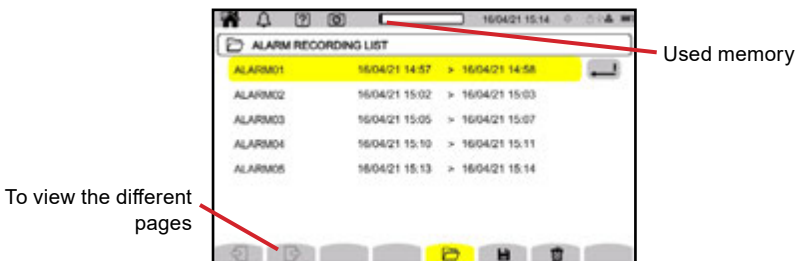 16/04/21 15:14
ALARM RECORDING LIST
Used memory
ALARM01 16/04/21 14:57 > 16/04/21 14:58
ALARM02 16/04/21 15:02 > 16/04/21 15:03
ALARM03 16/04/21 15:05 > 16/04/21 15:07
ALARM04 16/04/21 15:10 > 16/04/21 15:11
ALARM05 16/04/21 15:13 > 16/04/21 15:14
To view the different
pages